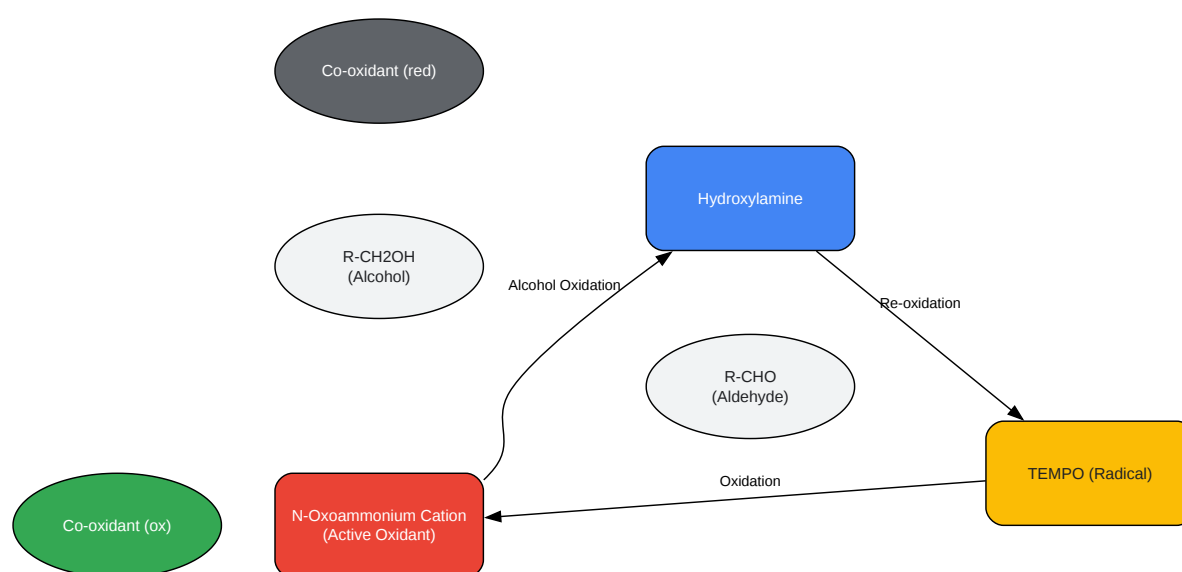 Co-oxidant (red)
Hydroxylamine
R-CH2OH
(Alcohol)
Alcohol Oxidation
Re-oxidation
R-CHO
(Aldehyde)
TEMPO (Radical)
Oxidation
N-Oxoammonium Cation
(Active Oxidant)
Co-oxidant (ox)